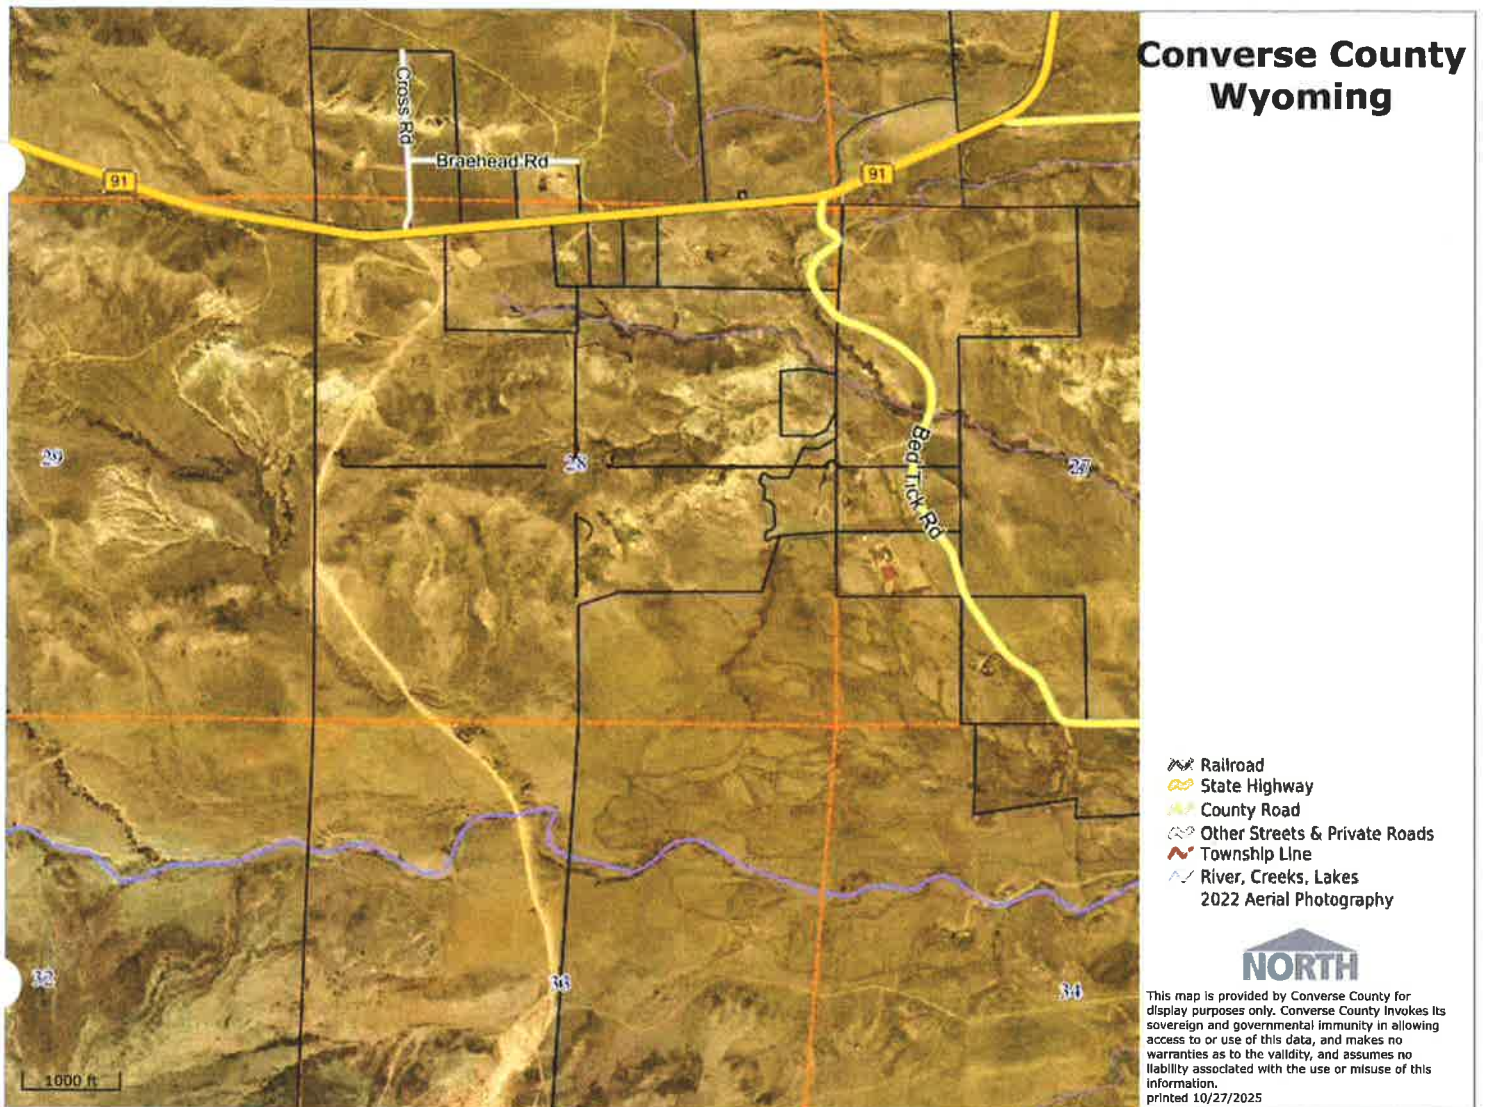 Converse County
Wyoming
Cross Rd
Braehead Rd
91
91
29
28
27
Bed Tick Rd
Railroad
State Highway
County Road
Other Streets & Private Roads
Township Line
River, Creeks, Lakes
2022 Aerial Photography
NORTH
32
33
34
1000 ft
This map is provided by Converse County for
display purposes only. Converse County invokes its
sovereign and governmental immunity in allowing
access to or use of this data, and makes no
warranties as to the validity, and assumes no
liability associated with the use or misuse of this
information.
printed 10/27/2025